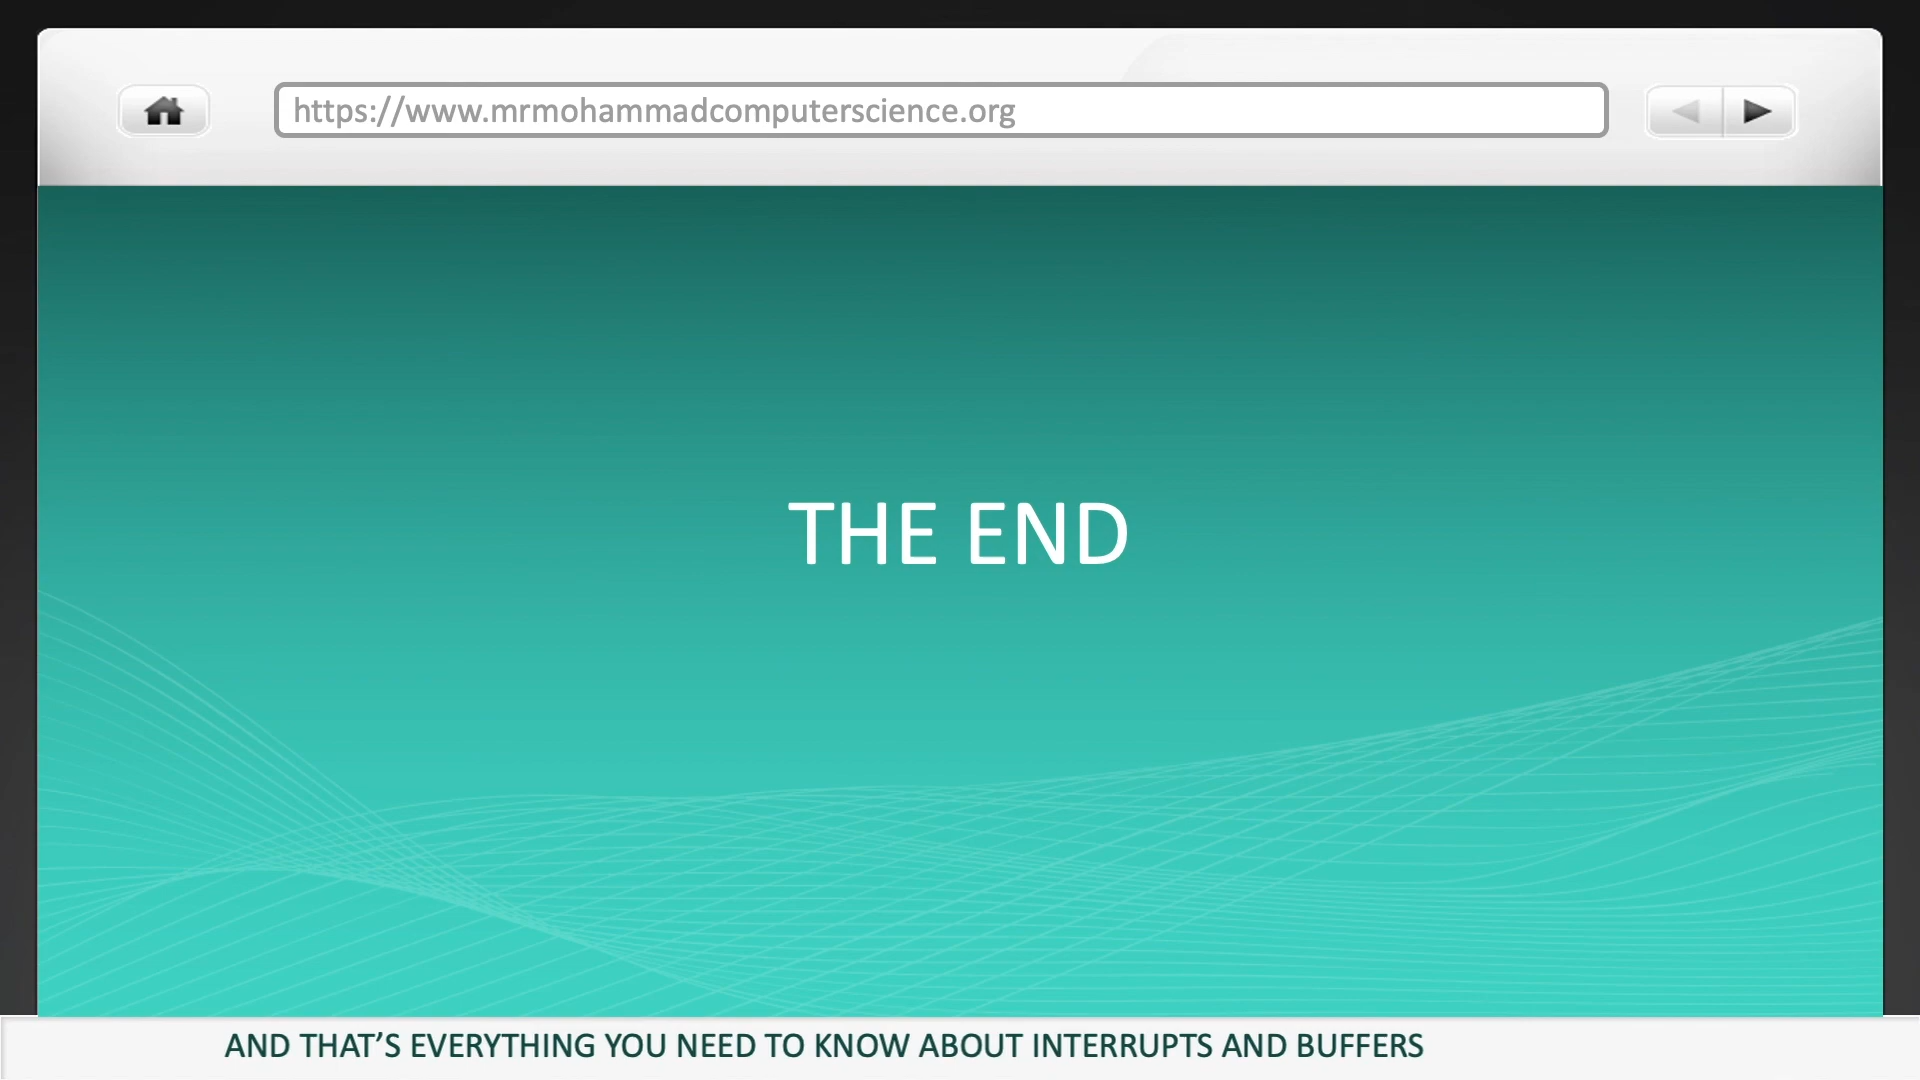 https://www.mrmohammadcomputerscience.org
THE END
AND THAT’S EVERYTHING YOU NEED TO KNOW ABOUT INTERRUPTS AND BUFFERS